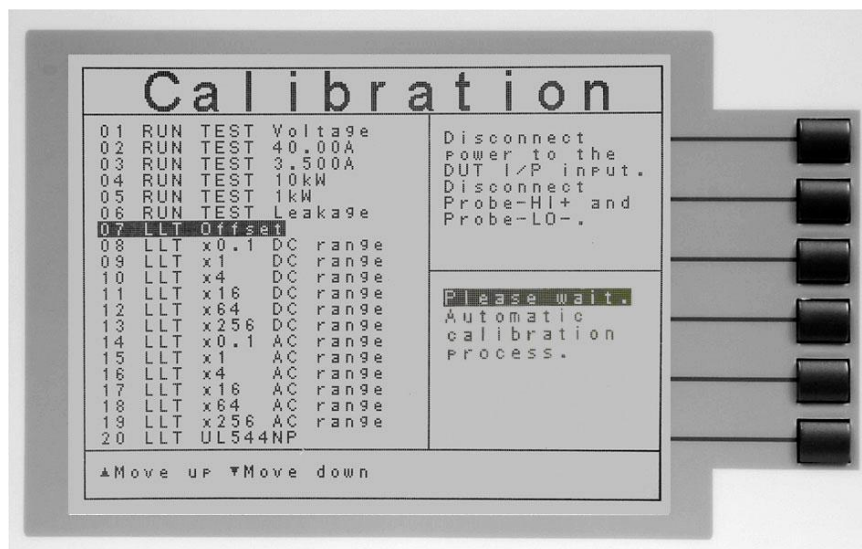 Calibration
01 RUN TEST Voltage
02 RUN TEST 40.00A
03 RUN TEST 3.500A
04 RUN TEST 10kW
05 RUN TEST 1kW
06 RUN TEST Leakage
07 LLT Offset
08 LLT x0.1 DC range
09 LLT x1 DC range
10 LLT x4 DC range
11 LLT x16 DC range
12 LLT x64 DC range
13 LLT x256 DC range
14 LLT x0.1 AC range
15 LLT x1 AC range
16 LLT x4 AC range
17 LLT x16 AC range
18 LLT x64 AC range
19 LLT x256 AC range
20 LLT UL544NP
Disconnect
power to the
DUT I/P input.
Disconnect
Probe-HI+ and
Probe-LO-.
Please wait.
Automatic
calibration
process.
▲Move up ▼Move down